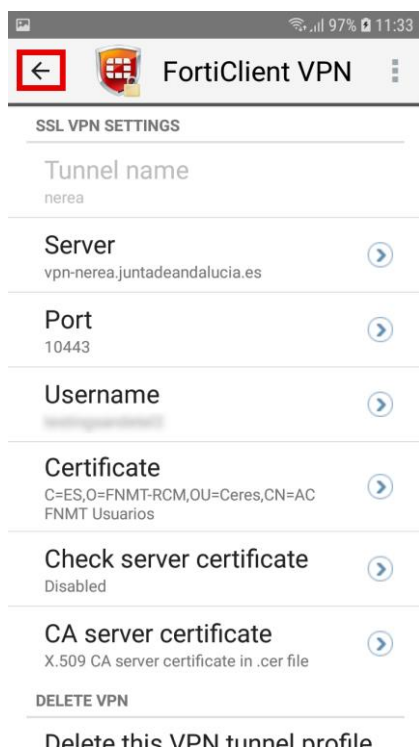 97% 11:33
FortiClient VPN
SSL VPN SETTINGS
Tunnel name
nerea
Server
vpn-nerea.juntadeandalucia.es
Port
10443
Username
Certificate
C=ES,O=FNMT-RCM,OU=Ceres,CN=AC
FNMT Usuarios
Check server certificate
Disabled
CA server certificate
X.509 CA server certificate in .cer file
DELETE VPN
Delete this VPN tunnel profile